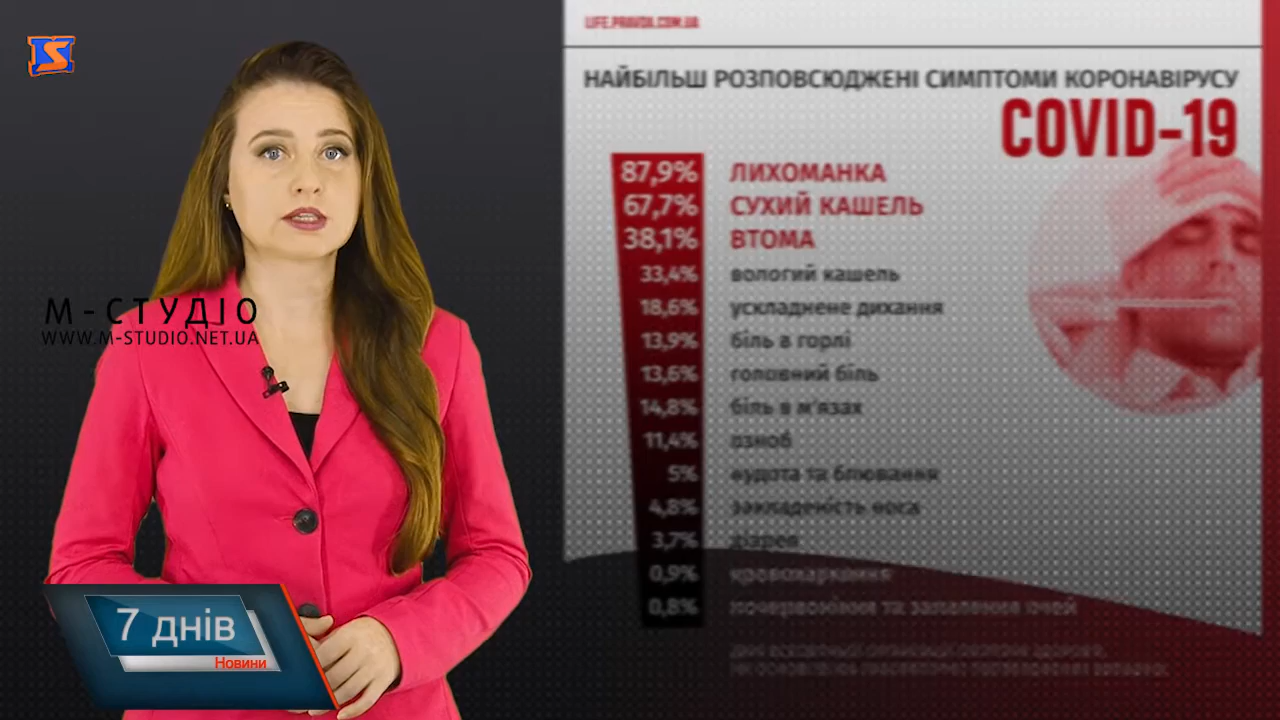 S
LIFE.PRAVDA.COM.UA
НАЙБІЛЬШ РОЗПОВСЮДЖЕНІ СИМПТОМИ КОРОНАВІРУСУ
COVID-19
87,9% ЛИХОМАНКА
67,7% СУХИЙ КАШЕЛЬ
38,1% ВТОМА
33,4% вологий кашель
18,6% ускладнене дихання
13,9% біль в горлі
13,6% головний біль
14,8% біль в м'язах
11,4% озноб
5% нудота та блювання
4,8% закладеність носа
3,7% діарея
0,9% кровохаркання
0,8% почервоніння та запалення очей
М-СТУДІО
WWW.M-STUDIO.NET.UA
7 днів
Новини